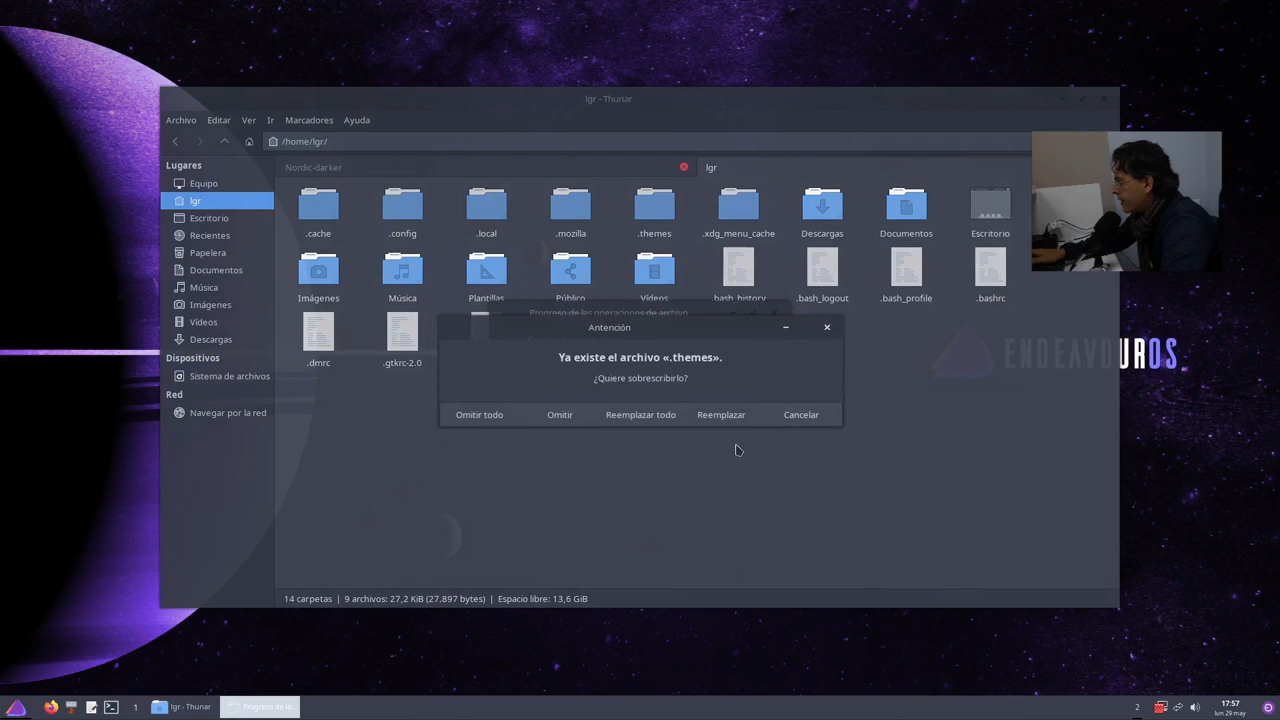 lgr - Thunar
Archivo Editar Ver Ir Marcadores Ayuda
/home/lgr/
Lugares
Equipo
lgr
Escritorio
Recientes
Papelera
Documentos
Música
Imágenes
Vídeos
Descargas
Dispositivos
Sistema de archivos
Red
Navegar por la red
Nordic-darker
lgr
.cache .config .local .mozilla .themes .xdg_menu_cache Descargas Documentos Escritorio
Imágenes Música Plantillas Público Vídeos .bash_history .bash_logout .bash_profile .bashrc
.dmrc .gtkrc-2.0
Progreso de las operaciones de archivo
Antención
Ya existe el archivo «.themes».
¿Quiere sobrescribirlo?
Omitir todo Omitir Reemplazar todo Reemplazar Cancelar
ENDEAVOUROS
14 carpetas | 9 archivos: 27,2 KiB (27.897 bytes) | Espacio libre: 13,6 GiB
1 lgr - Thunar Progreso de la... 2 17:57
lun 29 may